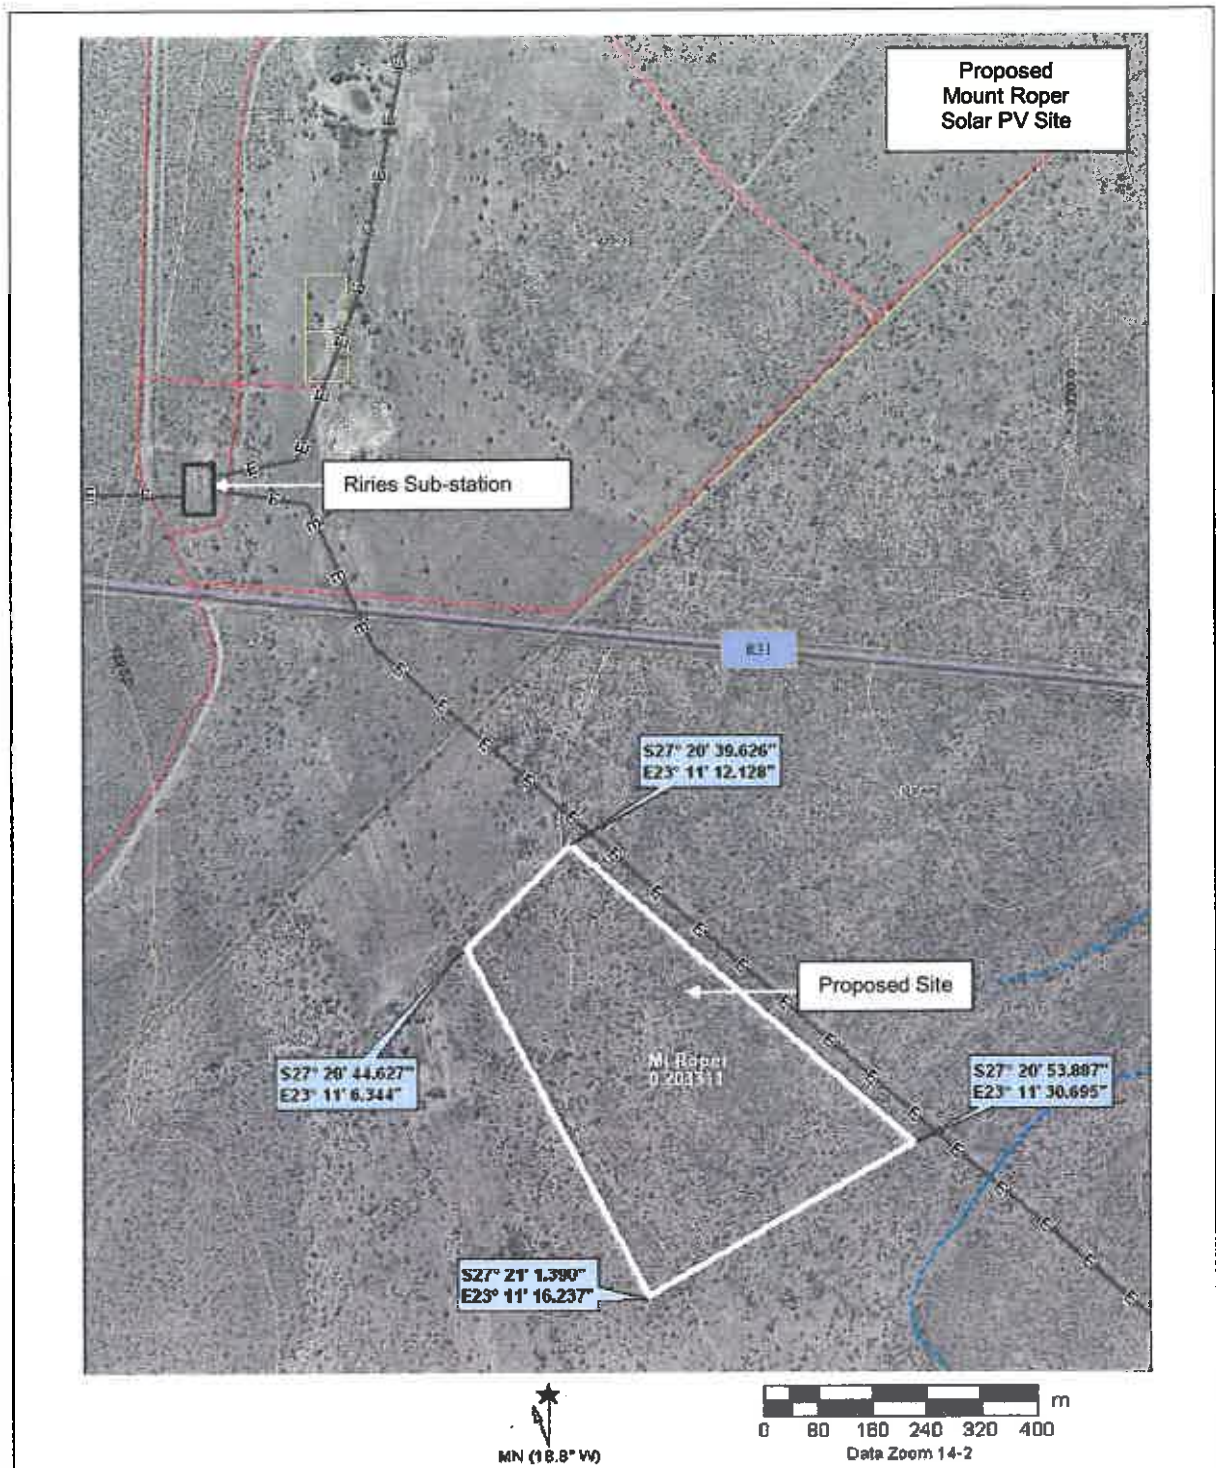 Proposed
Mount Roper
Solar PV Site
Riries Sub-station
R31
S27° 20' 39.626"
E23° 11' 12.128"
Proposed Site
Mt Roper
0.203311
S27° 20' 44.627"
E23° 11' 6.344"
S27° 20' 53.887"
E23° 11' 30.695"
S27° 21' 1.390"
E23° 11' 16.237"
m
0 80 160 240 320 400
MN (18.8° W)
Data Zoom 14-2